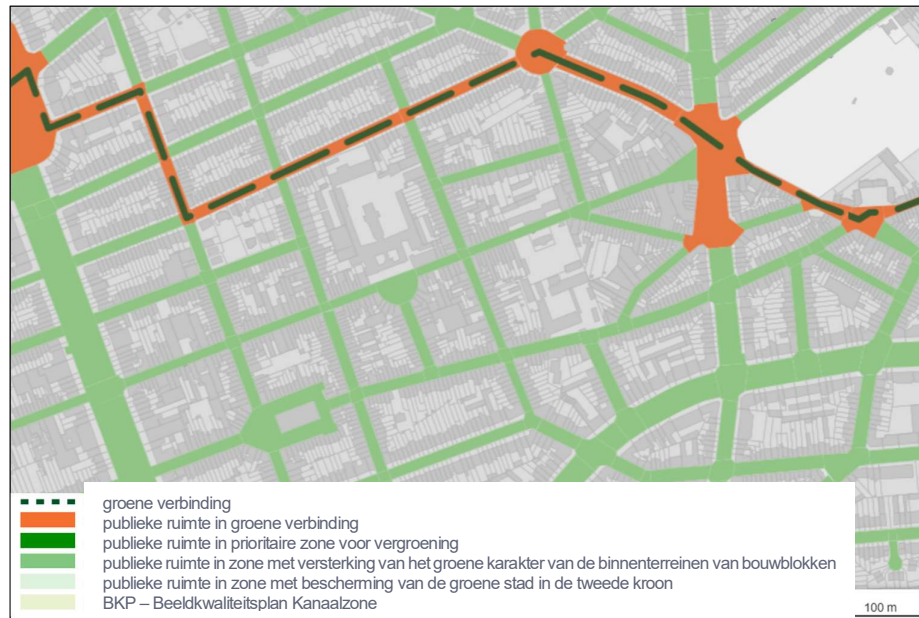 groene verbinding
publieke ruimte in groene verbinding
publieke ruimte in prioritaire zone voor vergroening
publieke ruimte in zone met versterking van het groene karakter van de binnenterreinen van bouwblokken
publieke ruimte in zone met bescherming van de groene stad in de tweede kroon
BKP – Beeldkwaliteitsplan Kanaalzone
100 m